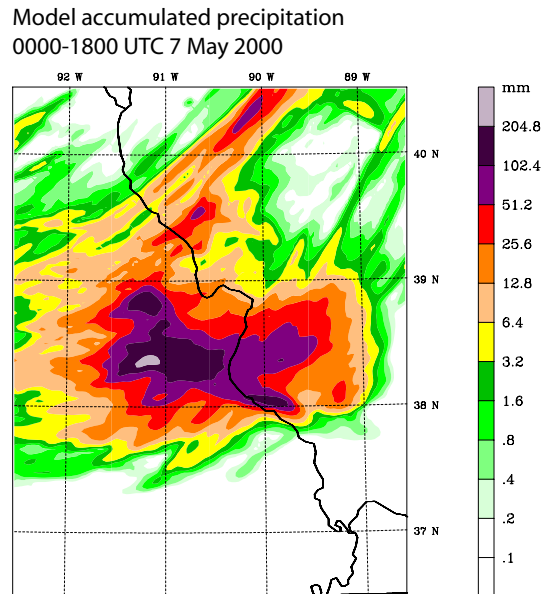 Model accumulated precipitation
0000-1800 UTC 7 May 2000
92 W 91 W 90 W 89 W
mm
204.8
40 N
102.4
51.2
25.6
39 N
12.8
6.4
3.2
38 N
1.6
.8
.4
.2
37 N
.1